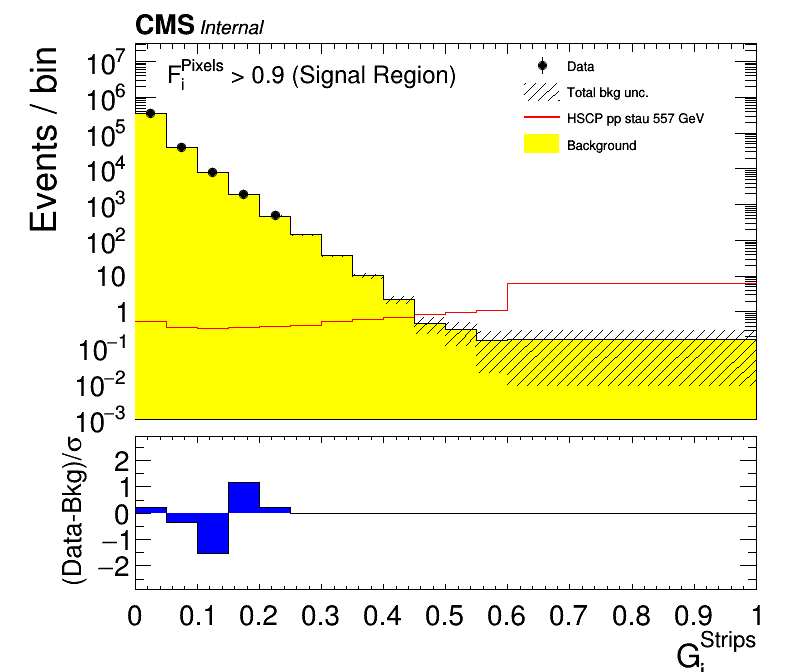 CMS Internal
F_i^Pixels > 0.9 (Signal Region)
Data
Total bkg unc.
HSCP pp stau 557 GeV
Background
Events / bin
10^7
10^6
10^5
10^4
10^3
10^2
10
1
10^−1
10^−2
10^−3
(Data-Bkg)/σ
2
1
0
−1
−2
0 0.1 0.2 0.3 0.4 0.5 0.6 0.7 0.8 0.9 1
G_i^Strips